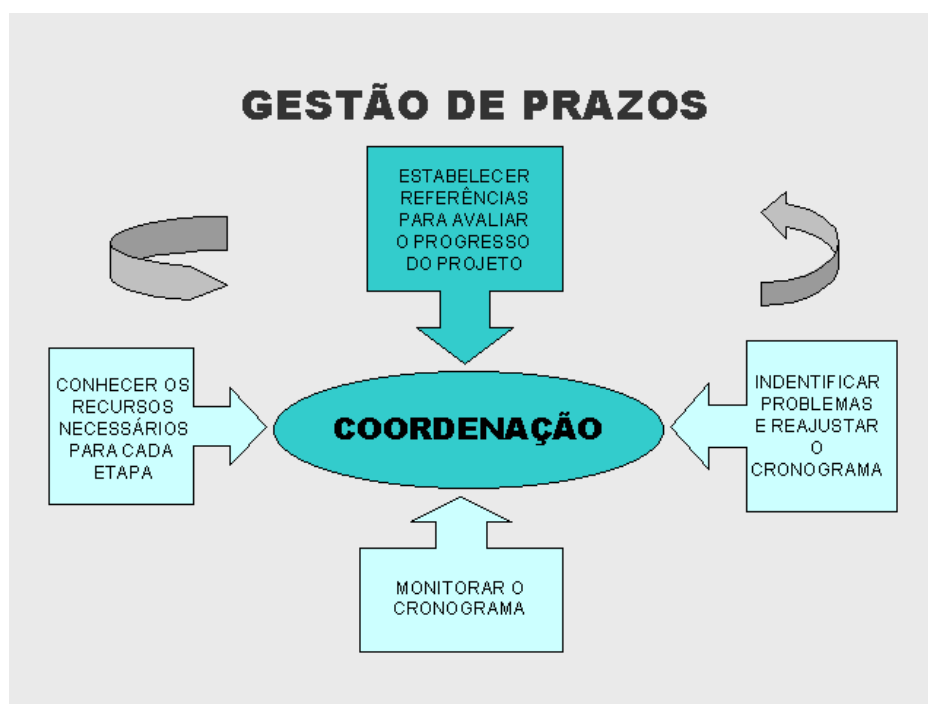 GESTÃO DE PRAZOS
ESTABELECER
REFERÊNCIAS
PARA AVALIAR
O PROGRESSO
DO PROJETO
CONHECER OS
RECURSOS
NECESSÁRIOS
PARA CADA
ETAPA
COORDENAÇÃO
INDENTIFICAR
PROBLEMAS
E REAJUSTAR
O
CRONOGRAMA
MONITORAR O
CRONOGRAMA